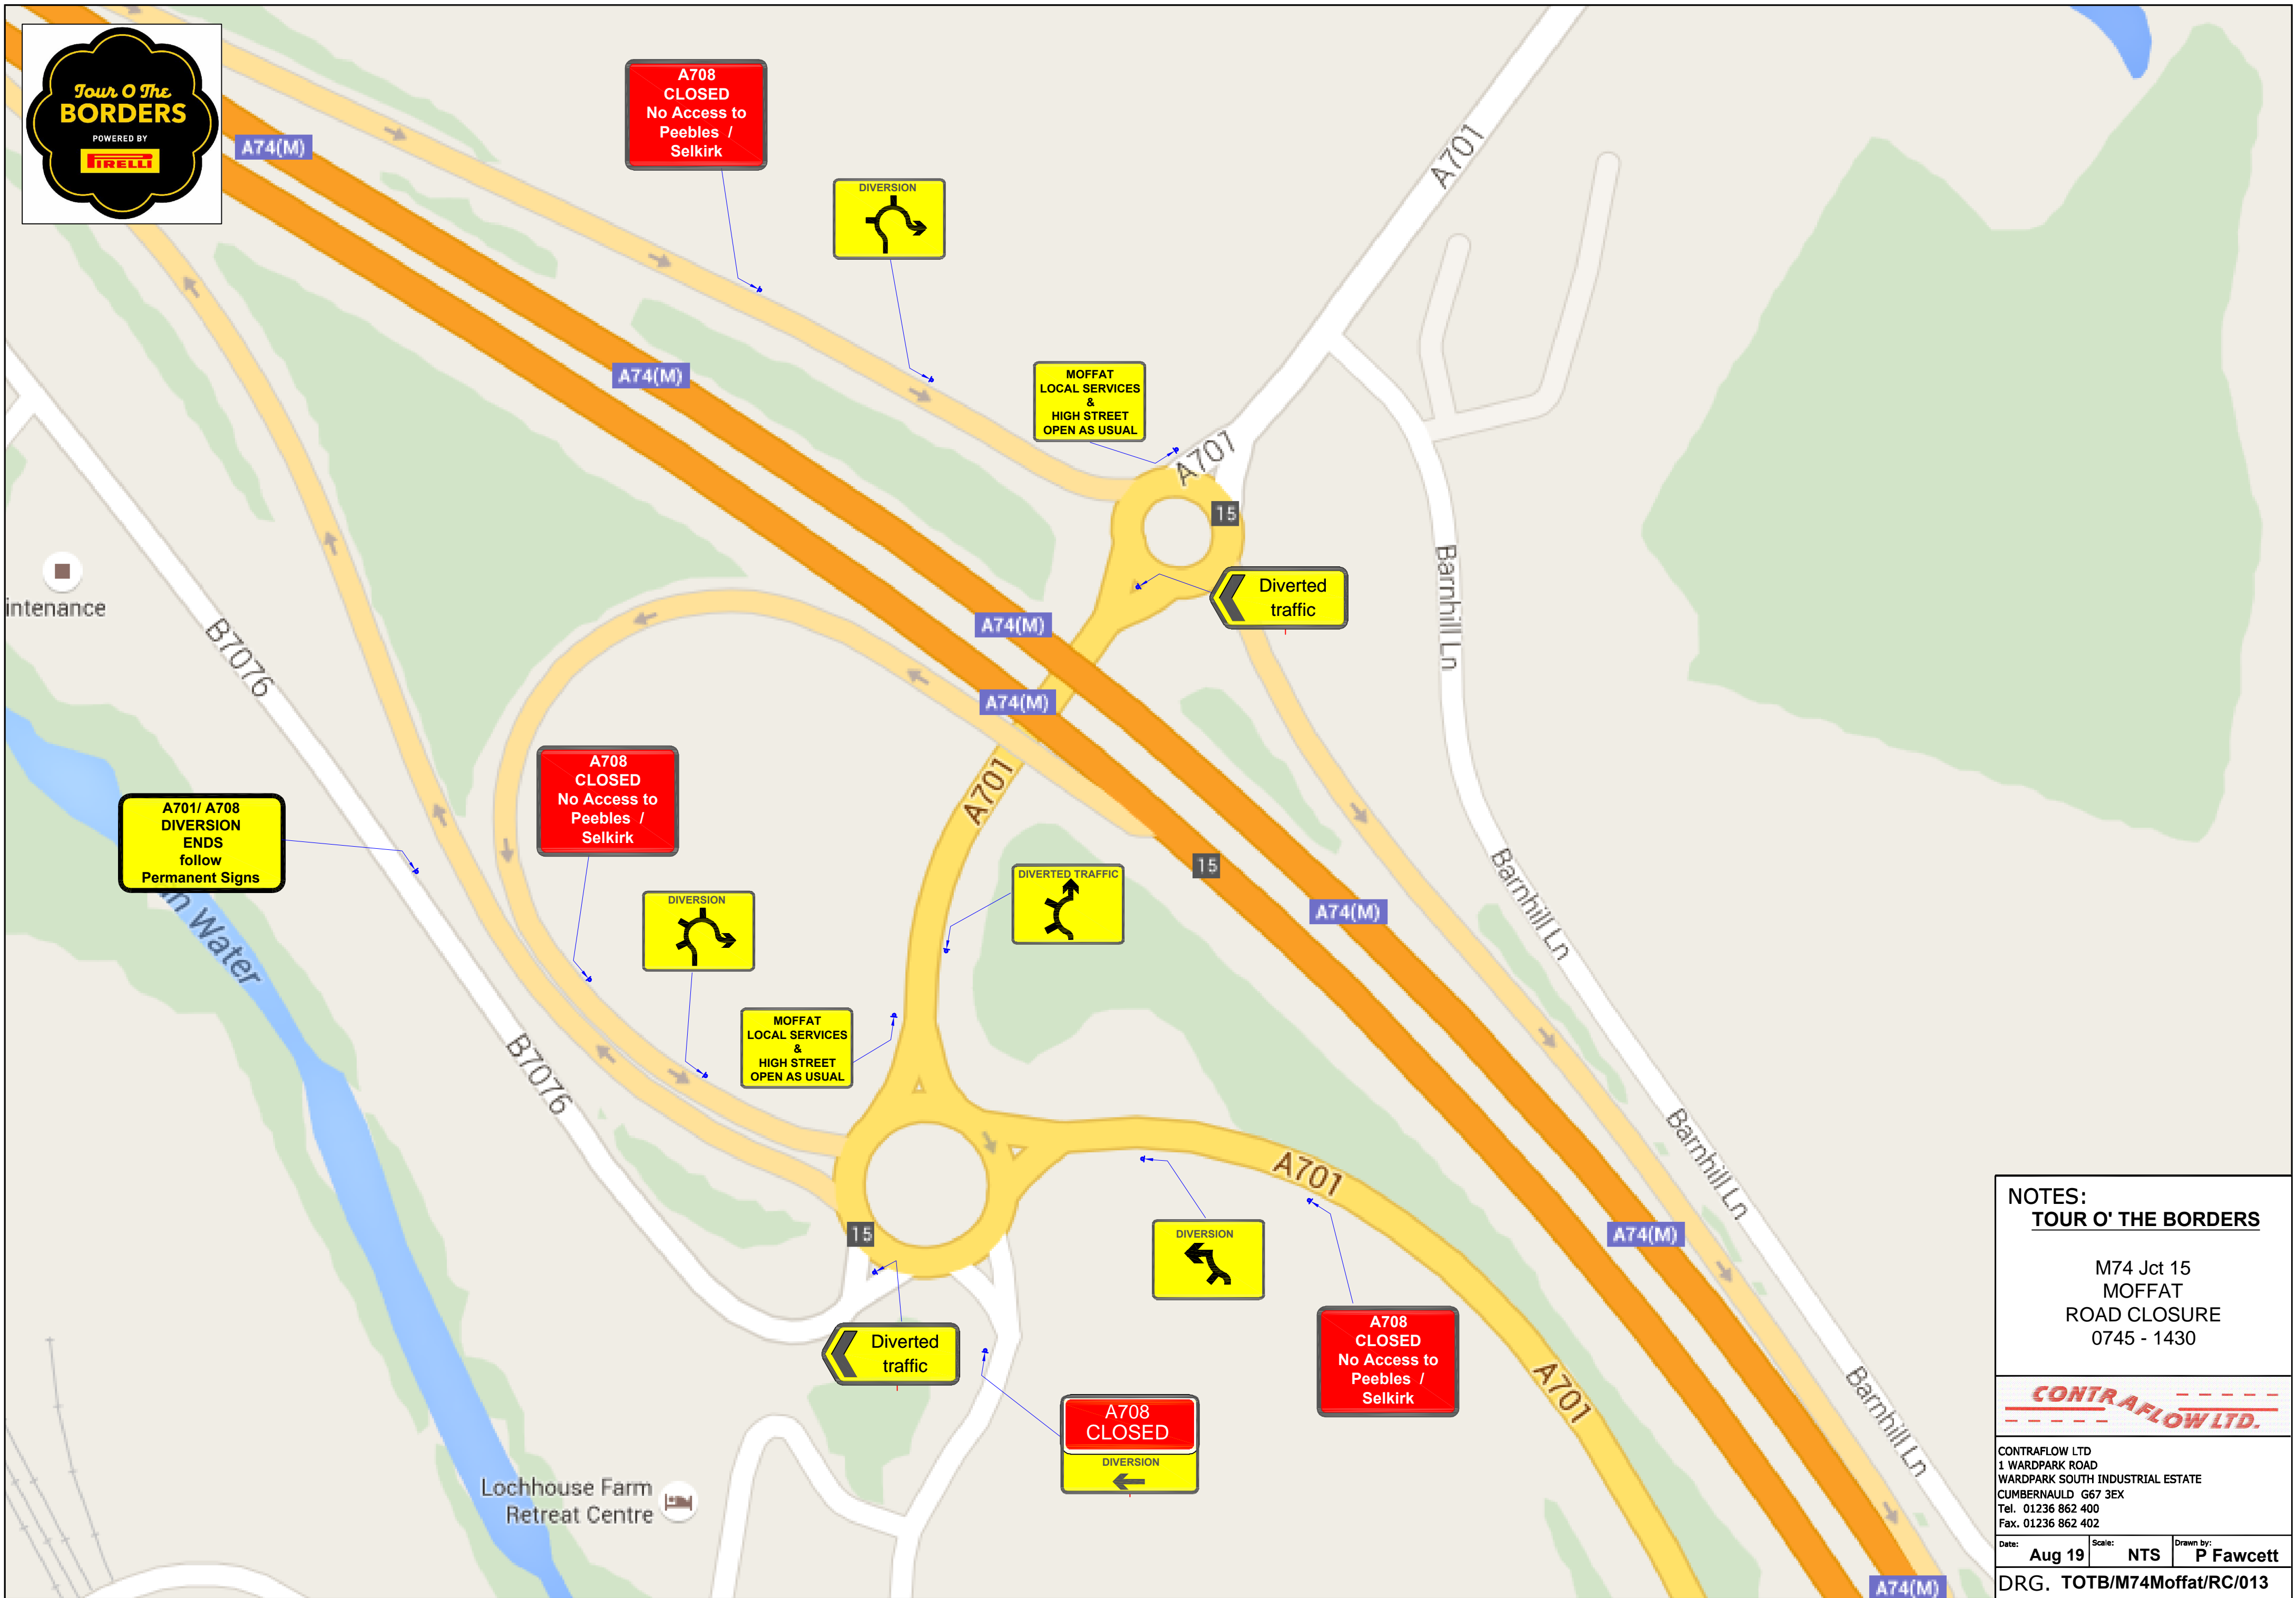 Tour O The
BORDERS
POWERED BY
PIRELLI
A74(M)
A708
CLOSED
No Access to
Peebles /
Selkirk
DIVERSION
A701
A74(M)
MOFFAT
LOCAL SERVICES
&
HIGH STREET
OPEN AS USUAL
A701
15
Diverted
traffic
Barnhill Ln
intenance
B7076
A74(M)
A74(M)
A708
CLOSED
No Access to
Peebles /
Selkirk
A701
A701/ A708
DIVERSION
ENDS
follow
Permanent Signs
Water
15
DIVERTED TRAFFIC
A74(M)
Barnhill Ln
DIVERSION
MOFFAT
LOCAL SERVICES
&
HIGH STREET
OPEN AS USUAL
B7076
A701
15
DIVERSION
A74(M)
Barnhill Ln
Diverted
traffic
A708
CLOSED
No Access to
Peebles /
Selkirk
A701
Barnhill Ln
A708
CLOSED
DIVERSION
Lochhouse Farm
Retreat Centre
A74(M)
NOTES:
TOUR O' THE BORDERS
M74 Jct 15
MOFFAT
ROAD CLOSURE
0745 - 1430
CONTRAFLOW LTD.
CONTRAFLOW LTD
1 WARDPARK ROAD
WARDPARK SOUTH INDUSTRIAL ESTATE
CUMBERNAULD G67 3EX
Tel. 01236 862 400
Fax. 01236 862 402
Date: Aug 19 Scale: NTS Drawn by: P Fawcett
DRG. TOTB/M74Moffat/RC/013